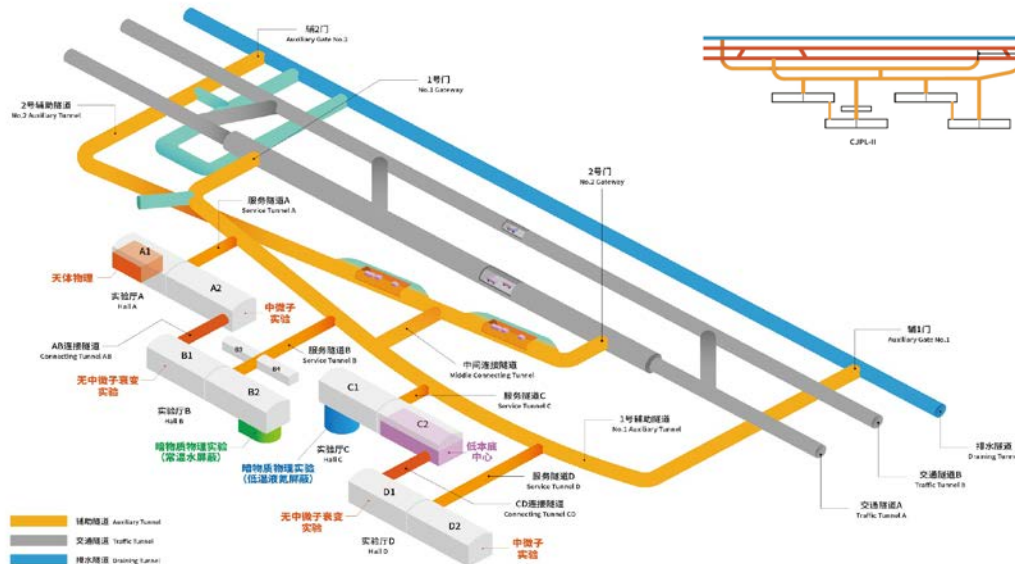 辅2门
Auxiliary Gate No.2
1号门
No.1 Gateway
2号辅助隧道
No.2 Auxiliary Tunnel
CJPL-II
2号门
No.2 Gateway
服务隧道A
Service Tunnel A
A1
天体物理
A2
实验厅A
Hall A
中微子
实验
辅1门
Auxiliary Gate No.1
AB连接隧道
Connecting Tunnel AB
B3
B4
服务隧道B
Service Tunnel B
中间连接隧道
Middle Connecting Tunnel
B1
B2
无中微子衰变
实验
C1
服务隧道C
Service Tunnel C
实验厅B
Hall B
C2
1号辅助隧道
No.1 Auxiliary Tunnel
暗物质物理实验
(常温水屏蔽)
实验厅C
Hall C
低本底
中心
排水隧道
Draining Tunnel
暗物质物理实验
(低温液氮屏蔽)
服务隧道D
Service Tunnel D
交通隧道B
Traffic Tunnel B
D1
CD连接隧道
Connecting Tunnel CD
交通隧道A
Traffic Tunnel A
无中微子衰变
实验
D2
实验厅D
Hall D
中微子
实验
辅助隧道 Auxiliary Tunnel
交通隧道 Traffic Tunnel
排水隧道 Draining Tunnel